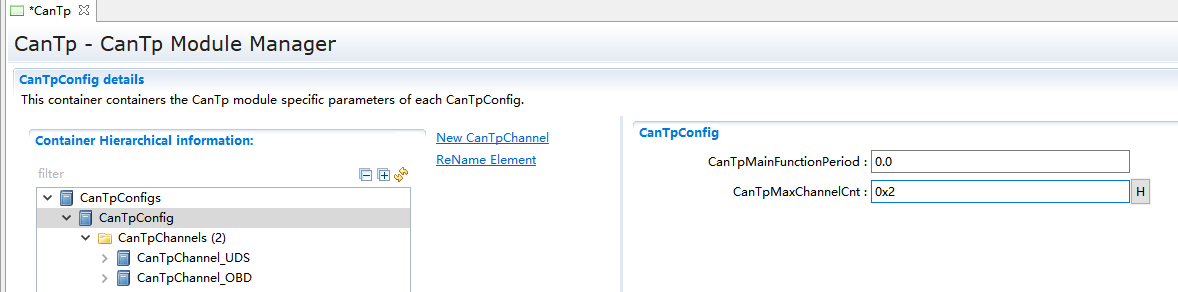 *CanTp
CanTp - CanTp Module Manager
CanTpConfig details
This container containers the CanTp module specific parameters of each CanTpConfig.
Container Hierarchical information:
filter
CanTpConfigs
CanTpConfig
CanTpChannels (2)
CanTpChannel_UDS
CanTpChannel_OBD
New CanTpChannel
ReName Element
CanTpConfig
CanTpMainFunctionPeriod : 0.0
CanTpMaxChannelCnt : 0x2 H